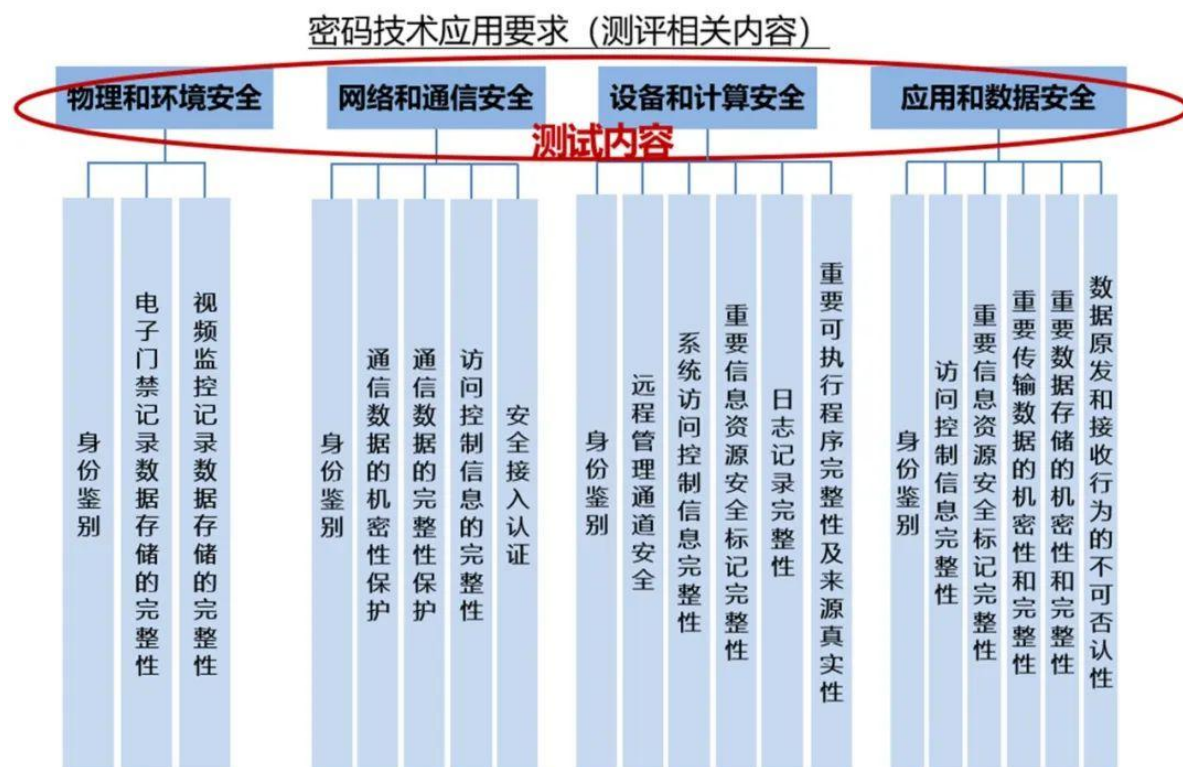 密码技术应用要求（测评相关内容）
物理和环境安全
网络和通信安全
设备和计算安全
应用和数据安全
测试内容
身份鉴别
电子门禁记录数据存储的完整性
视频监控记录数据存储的完整性
身份鉴别
通信数据的机密性保护
通信数据的完整性保护
访问控制信息的完整性
安全接入认证
身份鉴别
远程管理通道安全
系统访问控制信息完整性
重要信息资源安全标记完整性
日志记录完整性
重要可执行程序完整性及来源真实性
身份鉴别
访问控制信息完整性
重要信息资源安全标记完整性
重要传输数据的机密性和完整性
重要数据存储的机密性和完整性
数据原发和接收行为的不可否认性